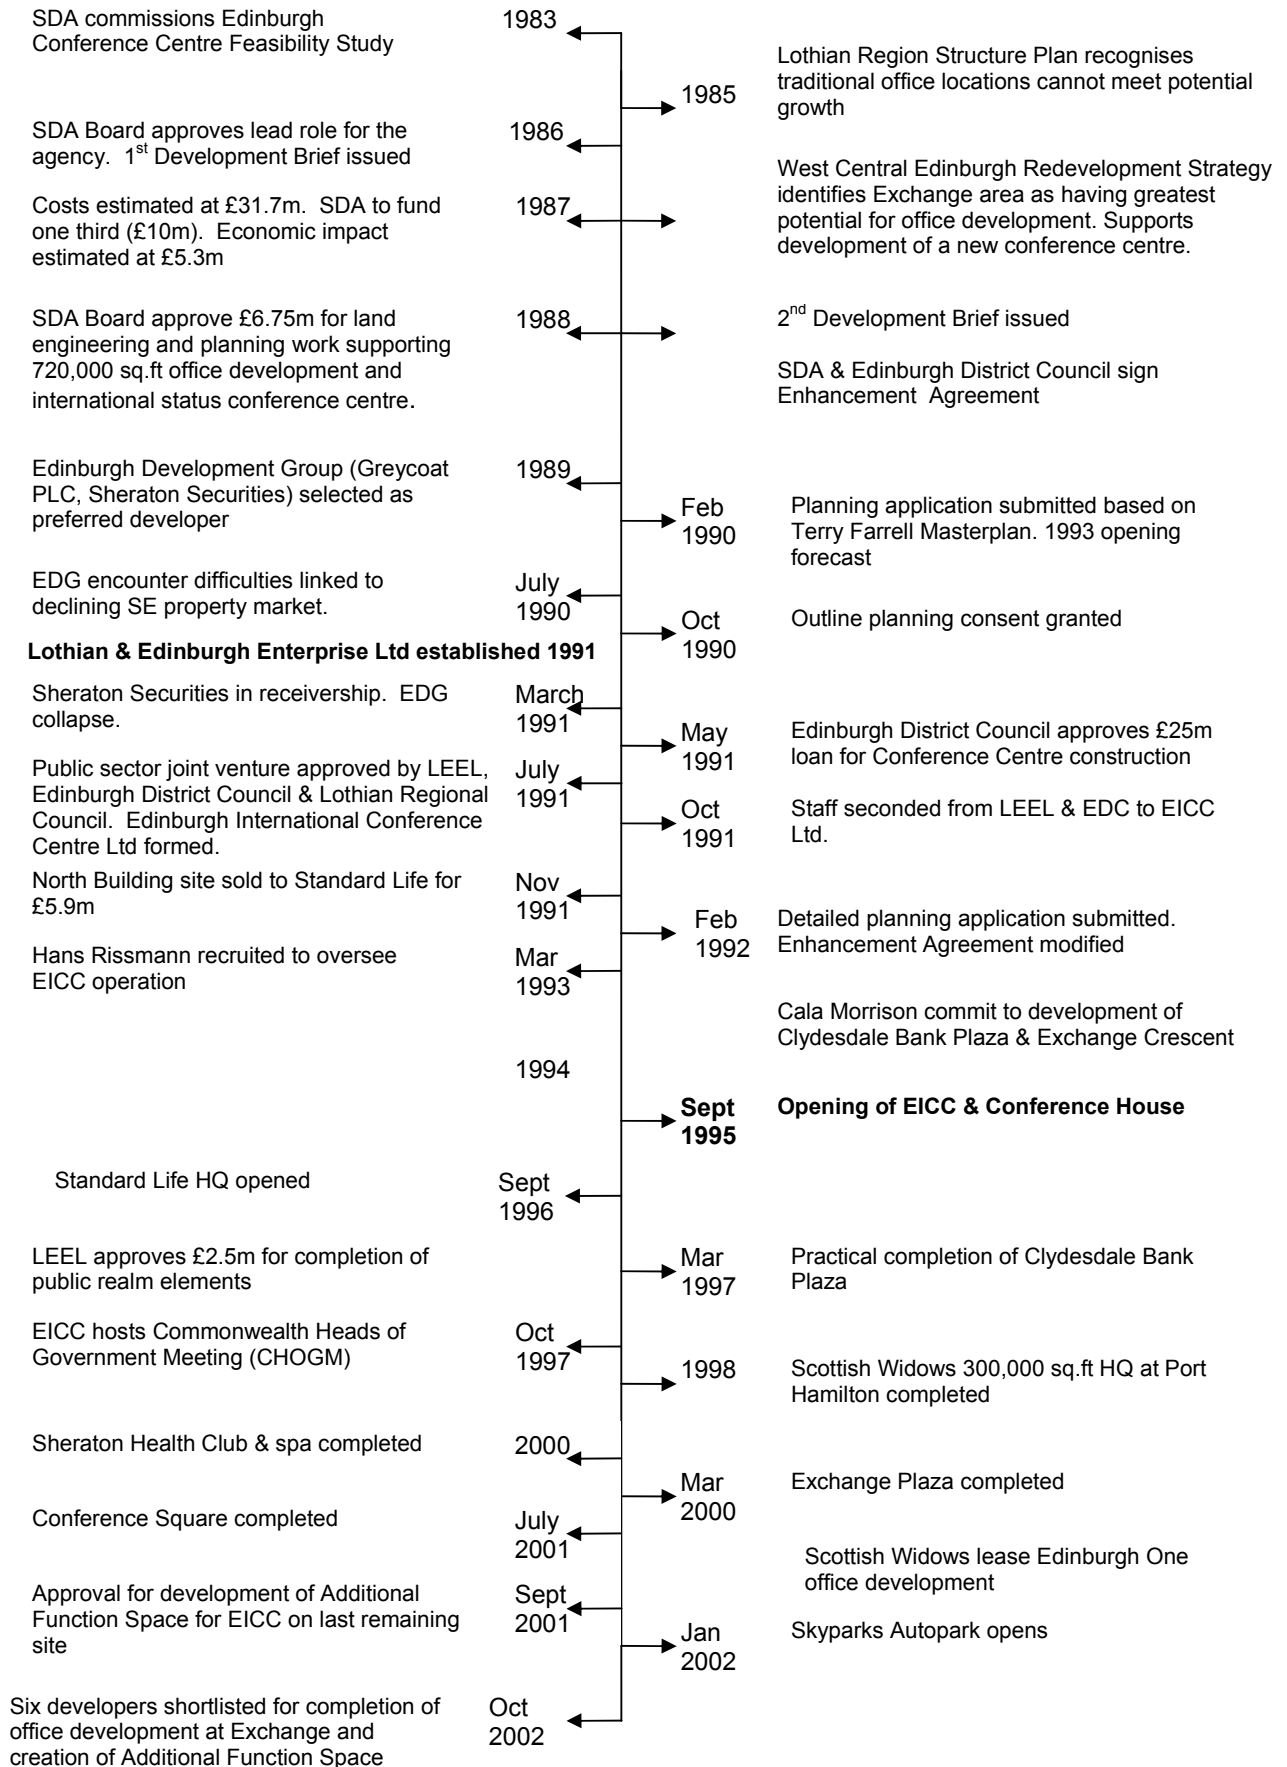 SDA commissions Edinburgh
Conference Centre Feasibility Study
1983
1985
Lothian Region Structure Plan recognises
traditional office locations cannot meet potential
growth
SDA Board approves lead role for the
agency.  1st Development Brief issued
1986
West Central Edinburgh Redevelopment Strategy
identifies Exchange area as having greatest
potential for office development. Supports
development of a new conference centre.
Costs estimated at £31.7m.  SDA to fund
one third (£10m).  Economic impact
estimated at £5.3m
1987
SDA Board approve £6.75m for land
engineering and planning work supporting
720,000 sq.ft office development and
international status conference centre.
1988
2nd Development Brief issued
SDA & Edinburgh District Council sign
Enhancement  Agreement
Edinburgh Development Group (Greycoat
PLC, Sheraton Securities) selected as
preferred developer
1989
Feb
1990
Planning application submitted based on
Terry Farrell Masterplan. 1993 opening
forecast
EDG encounter difficulties linked to
declining SE property market.
July
1990
Oct
1990
Outline planning consent granted
Lothian & Edinburgh Enterprise Ltd established 1991
Sheraton Securities in receivership.  EDG
collapse.
March
1991
May
1991
Edinburgh District Council approves £25m
loan for Conference Centre construction
Public sector joint venture approved by LEEL,
Edinburgh District Council & Lothian Regional
Council.  Edinburgh International Conference
Centre Ltd formed.
July
1991
Oct
1991
Staff seconded from LEEL & EDC to EICC
Ltd.
North Building site sold to Standard Life for
£5.9m
Nov
1991
Feb
1992
Detailed planning application submitted.
Enhancement Agreement modified
Hans Rissmann recruited to oversee
EICC operation
Mar
1993
Cala Morrison commit to development of
Clydesdale Bank Plaza & Exchange Crescent
1994
Sept
1995
Opening of EICC & Conference House
Standard Life HQ opened
Sept
1996
LEEL approves £2.5m for completion of
public realm elements
Mar
1997
Practical completion of Clydesdale Bank
Plaza
EICC hosts Commonwealth Heads of
Government Meeting (CHOGM)
Oct
1997
1998
Scottish Widows 300,000 sq.ft HQ at Port
Hamilton completed
Sheraton Health Club & spa completed
2000
Mar
2000
Exchange Plaza completed
Conference Square completed
July
2001
Scottish Widows lease Edinburgh One
office development
Approval for development of Additional
Function Space for EICC on last remaining
site
Sept
2001
Jan
2002
Skyparks Autopark opens
Six developers shortlisted for completion of
office development at Exchange and
creation of Additional Function Space
Oct
2002